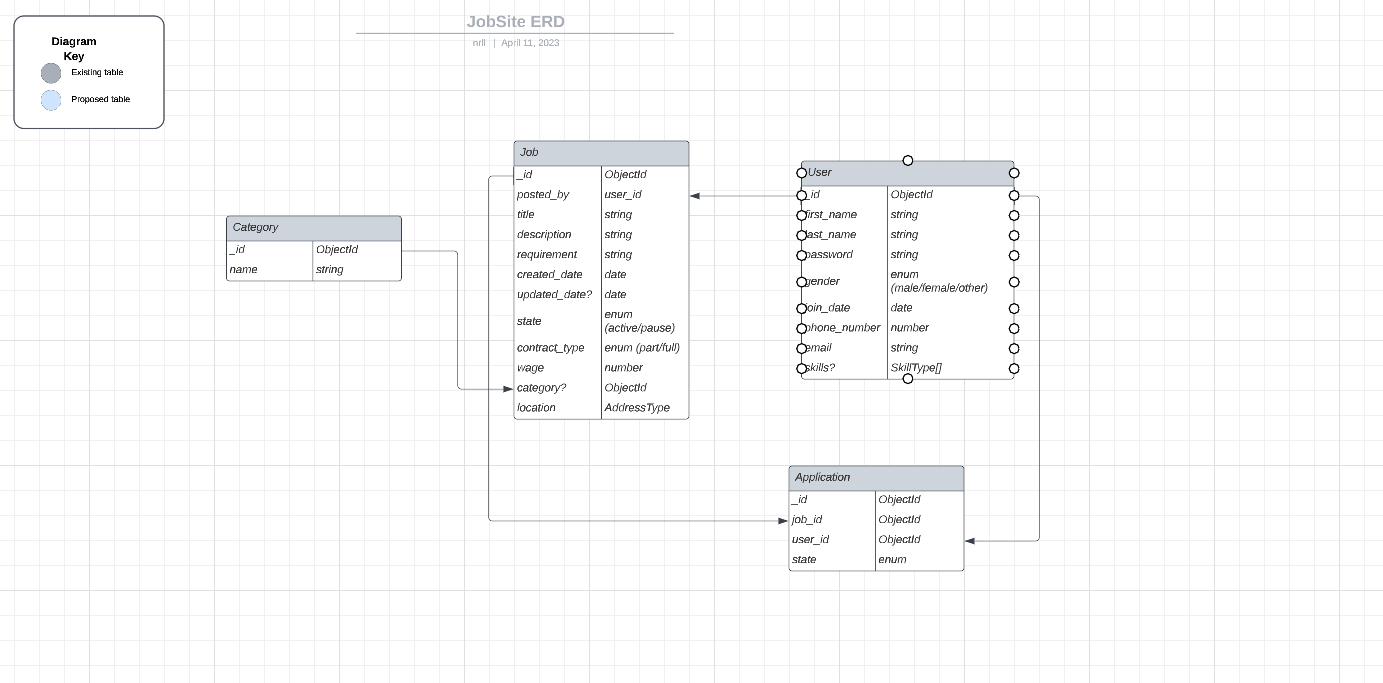 JobSite ERD
nrll | April 11, 2023
Diagram
Key
Existing table
Proposed table
Category
_id ObjectId
name string
Job
_id ObjectId
posted_by user_id
title string
description string
requirement string
created_date date
updated_date? date
state enum
(active/pause)
contract_type enum (part/full)
wage number
category? ObjectId
location AddressType
User
_id ObjectId
first_name string
last_name string
password string
gender enum
(male/female/other)
join_date date
phone_number number
email string
skills? SkillType[]
Application
_id ObjectId
job_id ObjectId
user_id ObjectId
state enum